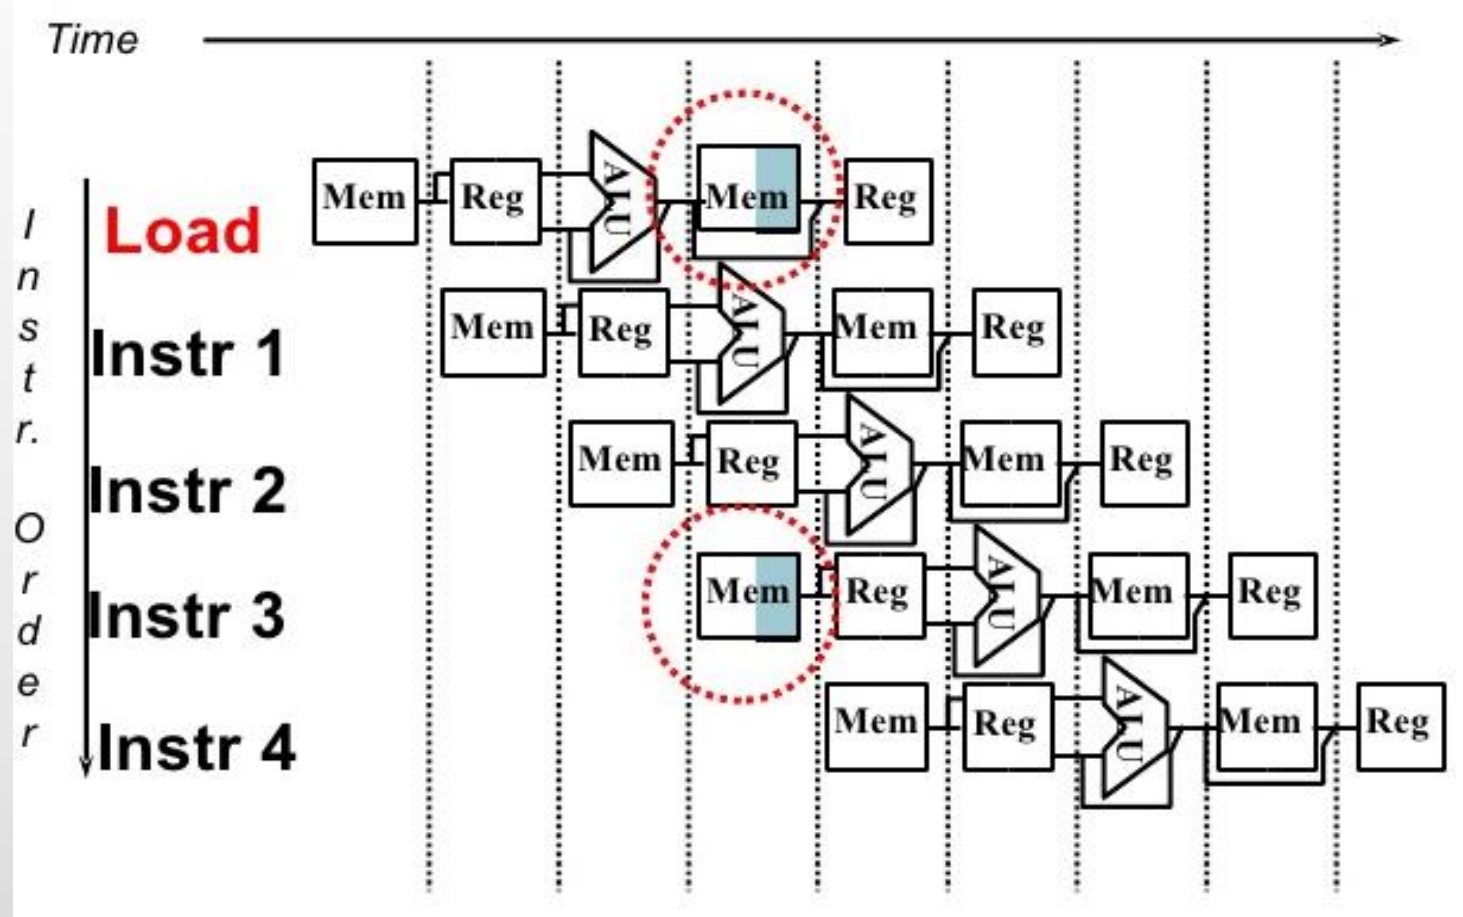 Time
Instr. Order
Load
Mem Reg ALU Mem Reg
Instr 1
Mem Reg ALU Mem Reg
Instr 2
Mem Reg ALU Mem Reg
Instr 3
Mem Reg ALU Mem Reg
Instr 4
Mem Reg ALU Mem Reg